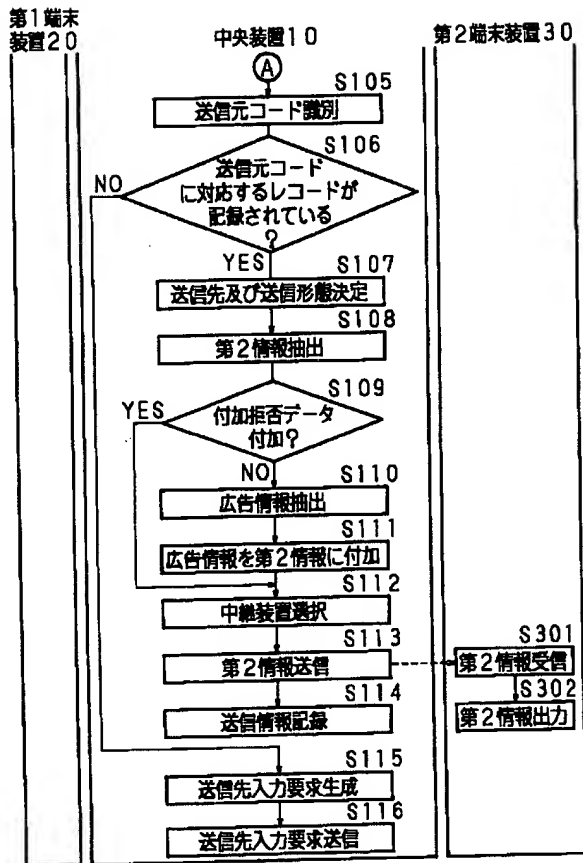 第1端末
装置20
中央装置10
第2端末装置30
A
S105
送信元コード識別
S106
送信元コード
に対応するレコードが
記録されている
?
NO
YES
S107
送信先及び送信形態決定
S108
第2情報抽出
S109
付加拒否データ
付加?
YES
NO
S110
広告情報抽出
S111
広告情報を第2情報に付加
S112
中継装置選択
S113
第2情報送信
S301
第2情報受信
S114
送信情報記録
S302
第2情報出力
S115
送信先入力要求生成
S116
送信先入力要求送信